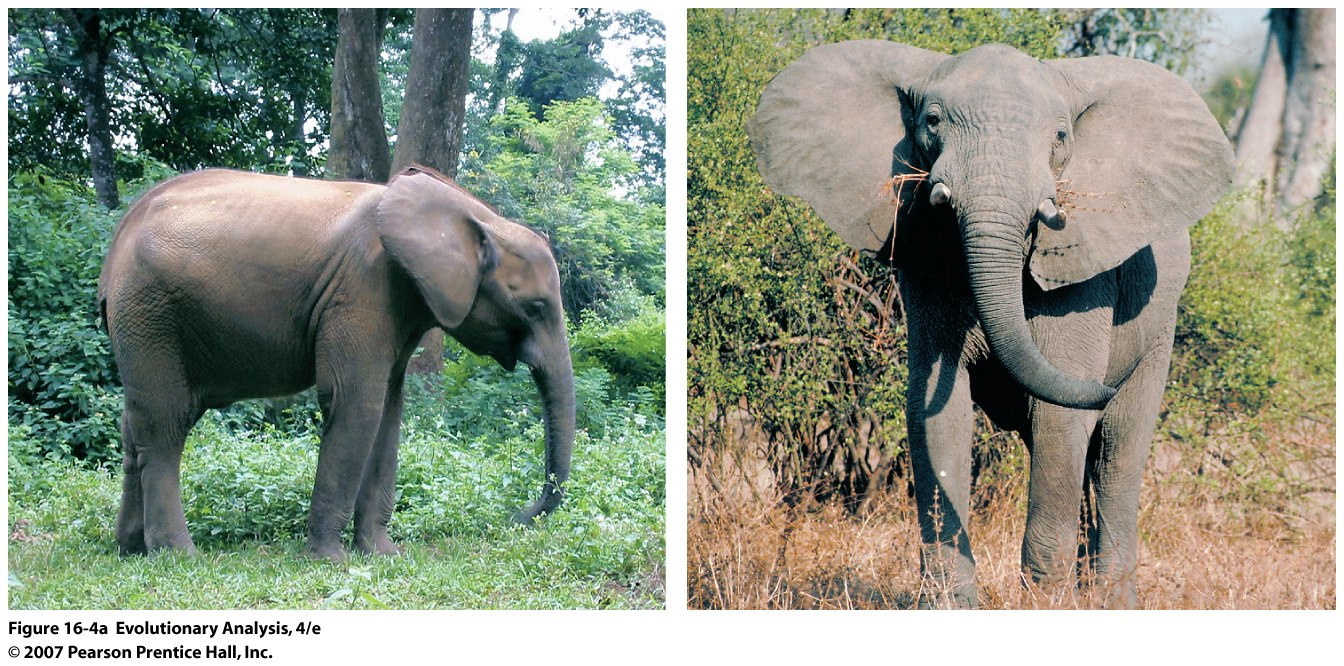 Figure 16-4a  Evolutionary Analysis, 4/e
© 2007 Pearson Prentice Hall, Inc.